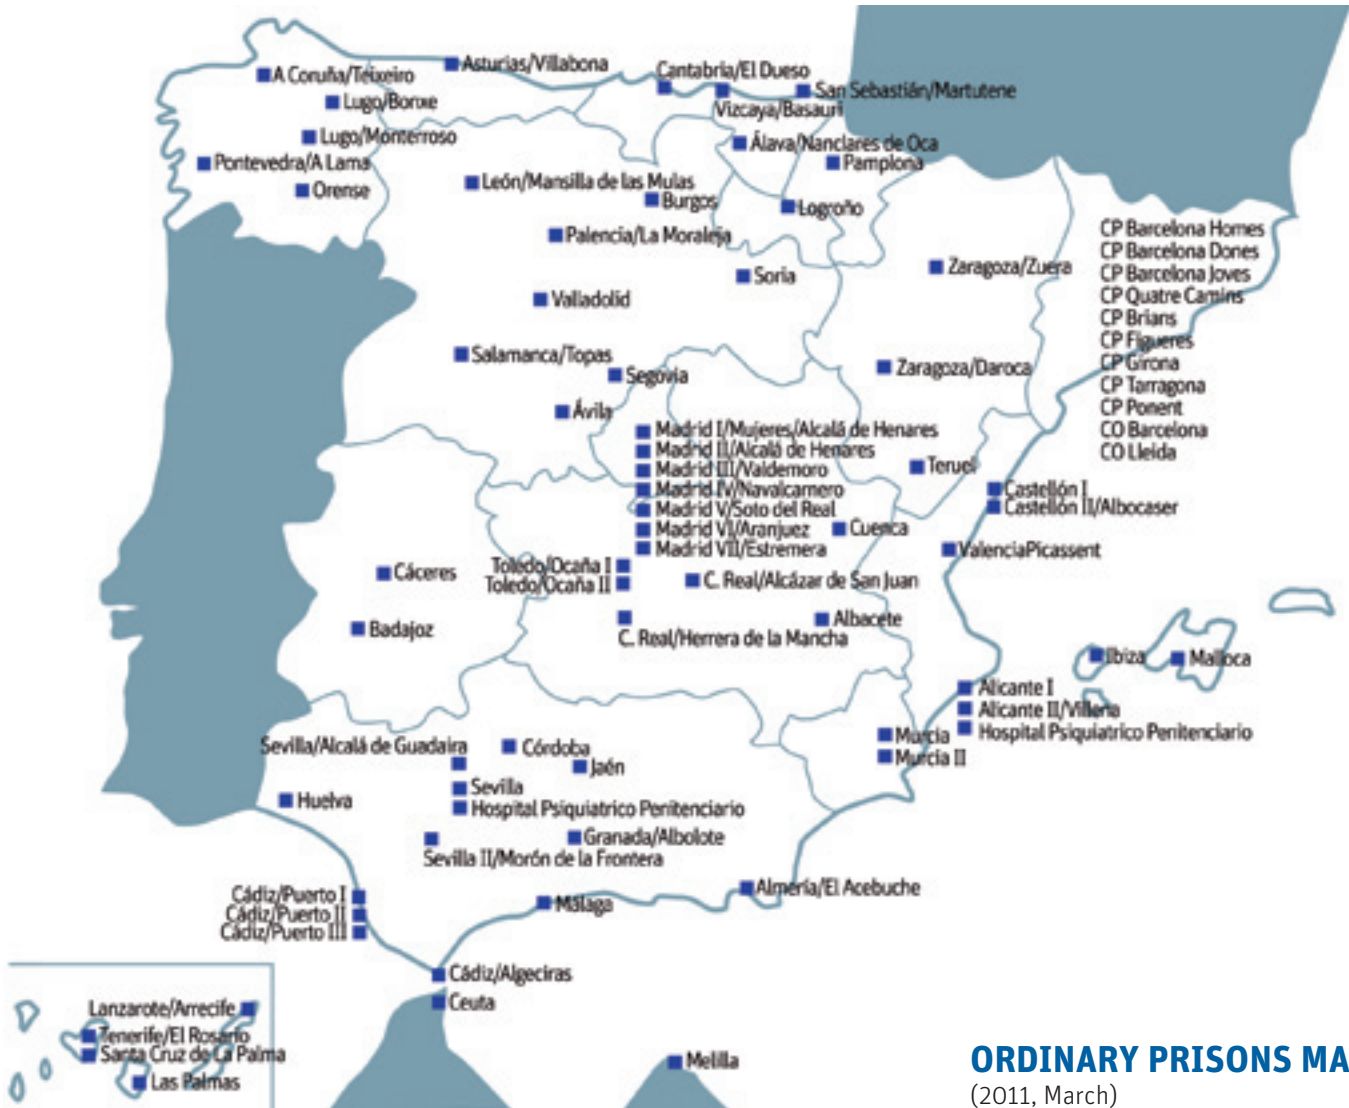 Asturias/Villabona
Cantabria/El Dueso
A Coruña/Teixeiro
San Sebastián/Martutene
Lugo/Bonxe
Vizcaya/Basauri
Lugo/Monterroso
Álava/Nanclares de Oca
Pontevedra/A Lama
Pamplona
León/Mansilla de las Mulas
Orense
Burgos
Logroño
CP Barcelona Homes
Palencia/La Moraleja
CP Barcelona Dones
Zaragoza/Zuera
CP Barcelona Joves
Soria
Valladolid
CP Quatre Camins
CP Brians
CP Figueres
Salamanca/Topas
CP Girona
Segovia
Zaragoza/Daroca
CP Tarragona
Ávila
CP Ponent
Madrid I/Mujeres/Alcalá de Henares
CO Barcelona
Madrid II/Alcalá de Henares
CO Lleida
Madrid III/Valdemoro
Teruel
Madrid IV/Navalcarnero
Castellón I
Madrid V/Soto del Real
Castellón II/Albocaser
Madrid VI/Aranjuez
Cuenca
Madrid VII/Estremera
ValenciaPicassent
Toledo/Ocaña I
Cáceres
Toledo/Ocaña II
C. Real/Alcázar de San Juan
Badajoz
Albacete
C. Real/Herrera de la Mancha
Ibiza
Malloca
Alicante I
Alicante II/Villena
Hospital Psiquiatrico Penitenciario
Murcia
Murcia II
Sevilla/Alcalá de Guadaira
Córdoba
Jaén
Sevilla
Huelva
Hospital Psiquiatrico Penitenciario
Granada/Albolote
Sevilla II/Morón de la Frontera
Almería/El Acebuche
Cádiz/Puerto I
Málaga
Cádiz/Puerto II
Cádiz/Puerto III
Cádiz/Algeciras
Ceuta
Lanzarote/Arrecife
Tenerife/El Rosario
Santa Cruz de La Palma
Las Palmas
Melilla
ORDINARY PRISONS MA
(2011, March)